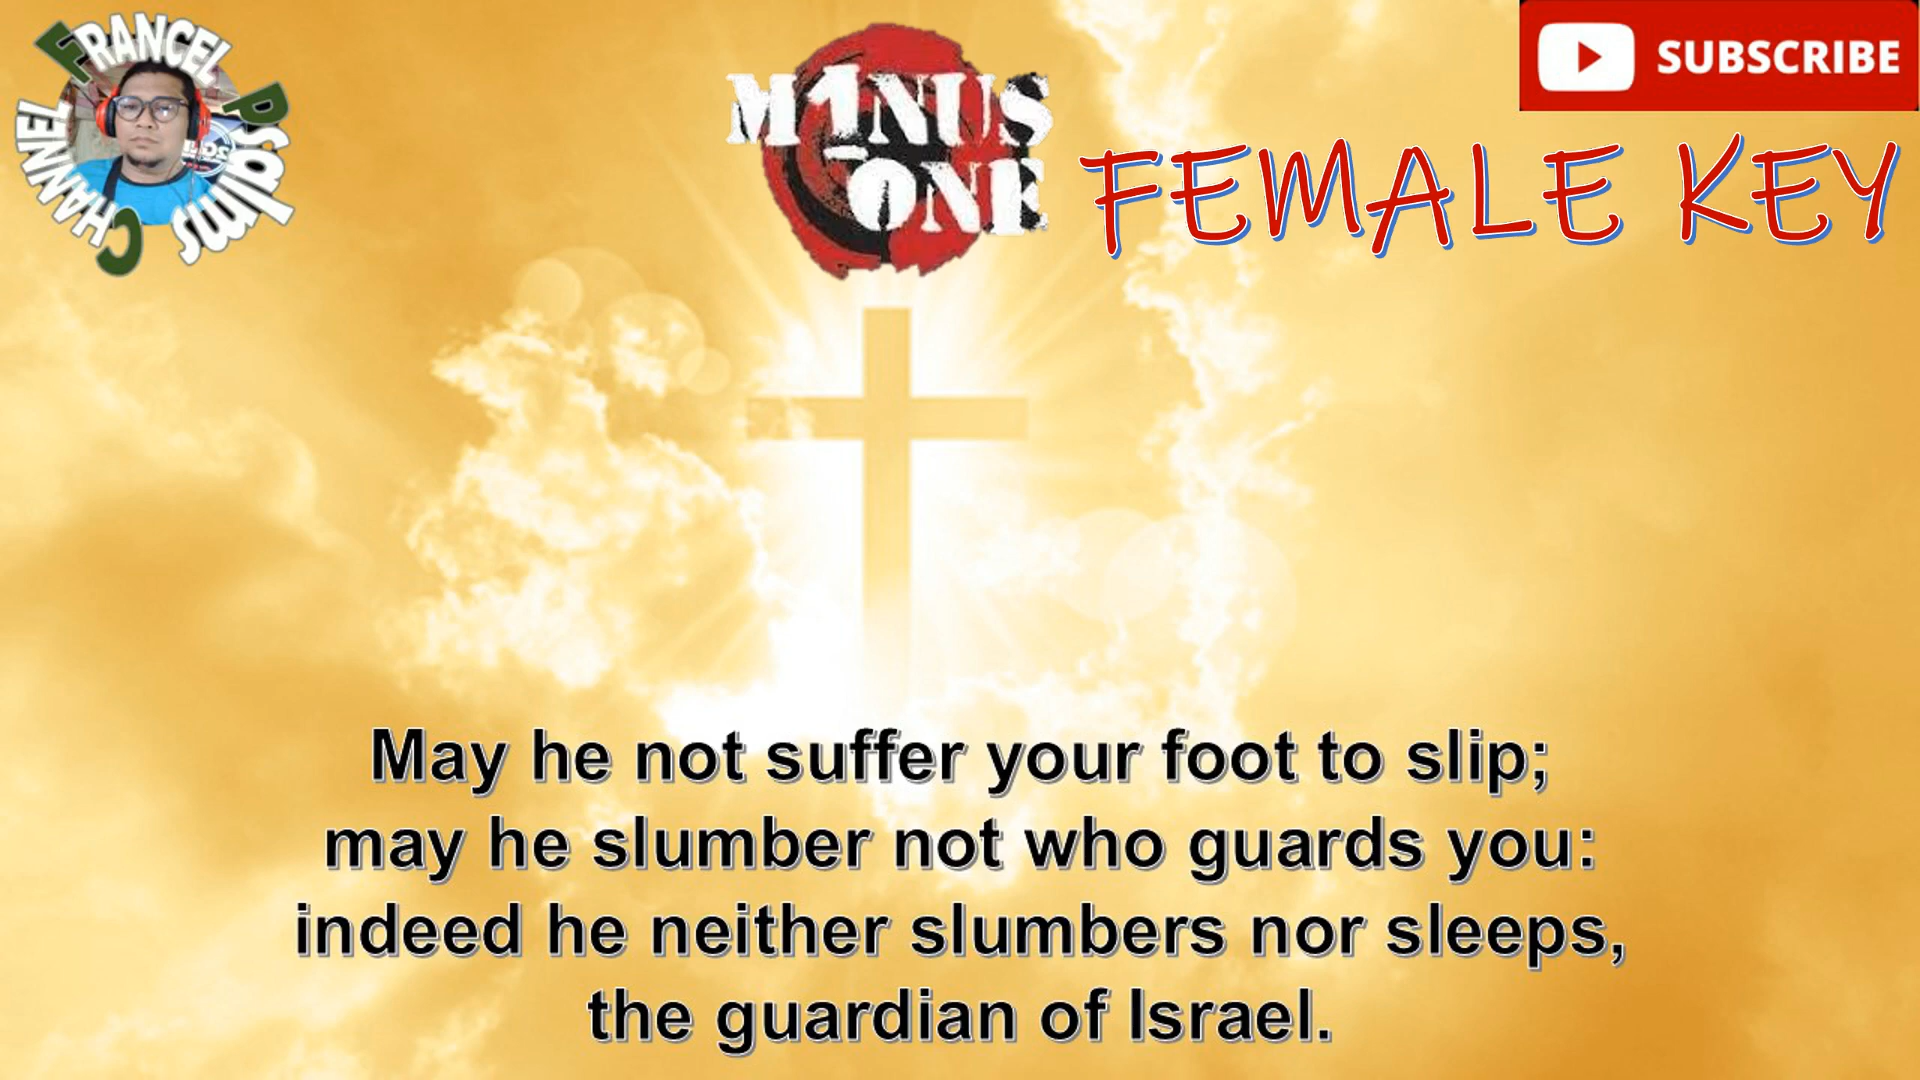 FRANCEL
Psalms
CHANNEL
M1NUS
ONE
SUBSCRIBE
FEMALE KEY
May he not suffer your foot to slip;
may he slumber not who guards you:
indeed he neither slumbers nor sleeps,
the guardian of Israel.